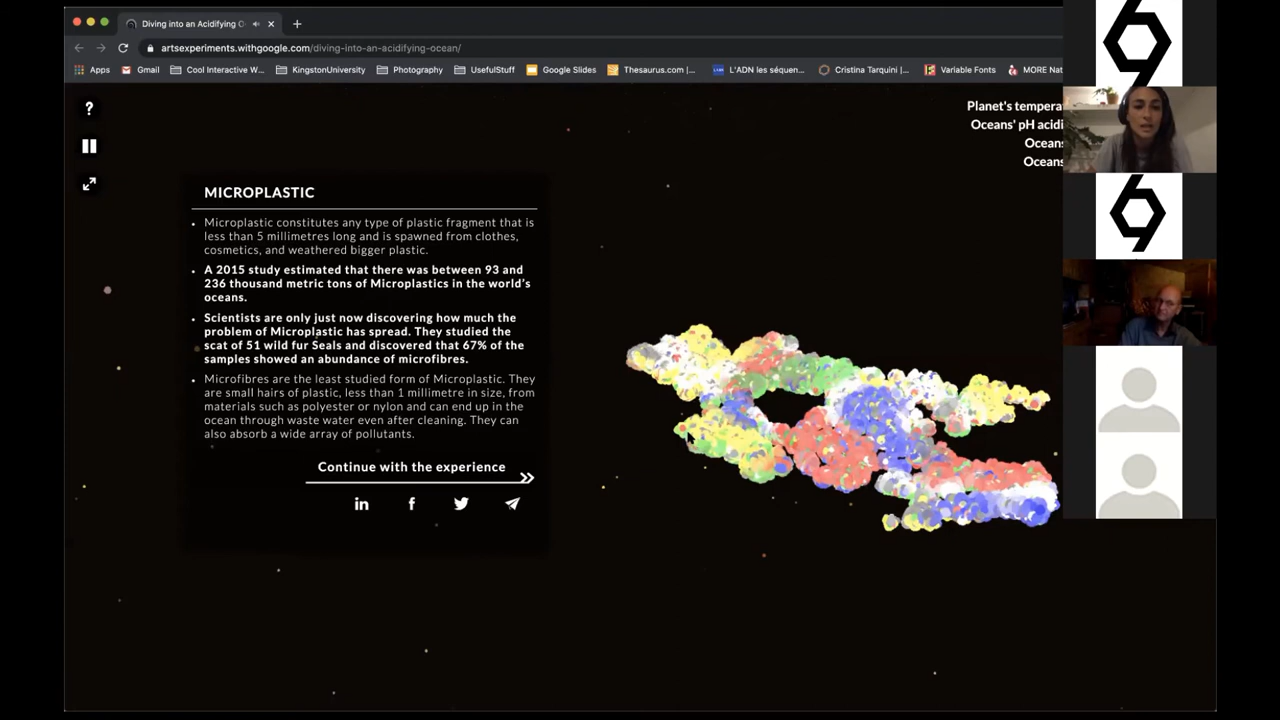 Diving into an Acidifying O
artsexperiments.withgoogle.com/diving-into-an-acidifying-ocean/
Apps Gmail Cool Interactive W... KingstonUniversity Photography UsefulStuff Google Slides Thesaurus.com |... L'ADN les séquen... Cristina Tarquini |... Variable Fonts MORE Nat
?
Planet's tempera
Oceans' pH acidi
Oceans
Oceans
MICROPLASTIC
Microplastic constitutes any type of plastic fragment that is
less than 5 millimetres long and is spawned from clothes,
cosmetics, and weathered bigger plastic.
A 2015 study estimated that there was between 93 and
236 thousand metric tons of Microplastics in the world's
oceans.
Scientists are only just now discovering how much the
problem of Microplastic has spread. They studied the
scat of 51 wild fur Seals and discovered that 67% of the
samples showed an abundance of microfibres.
Microfibres are the least studied form of Microplastic. They
are small hairs of plastic, less than 1 millimetre in size, from
materials such as polyester or nylon and can end up in the
ocean through waste water even after cleaning. They can
also absorb a wide array of pollutants.
Continue with the experience
in f